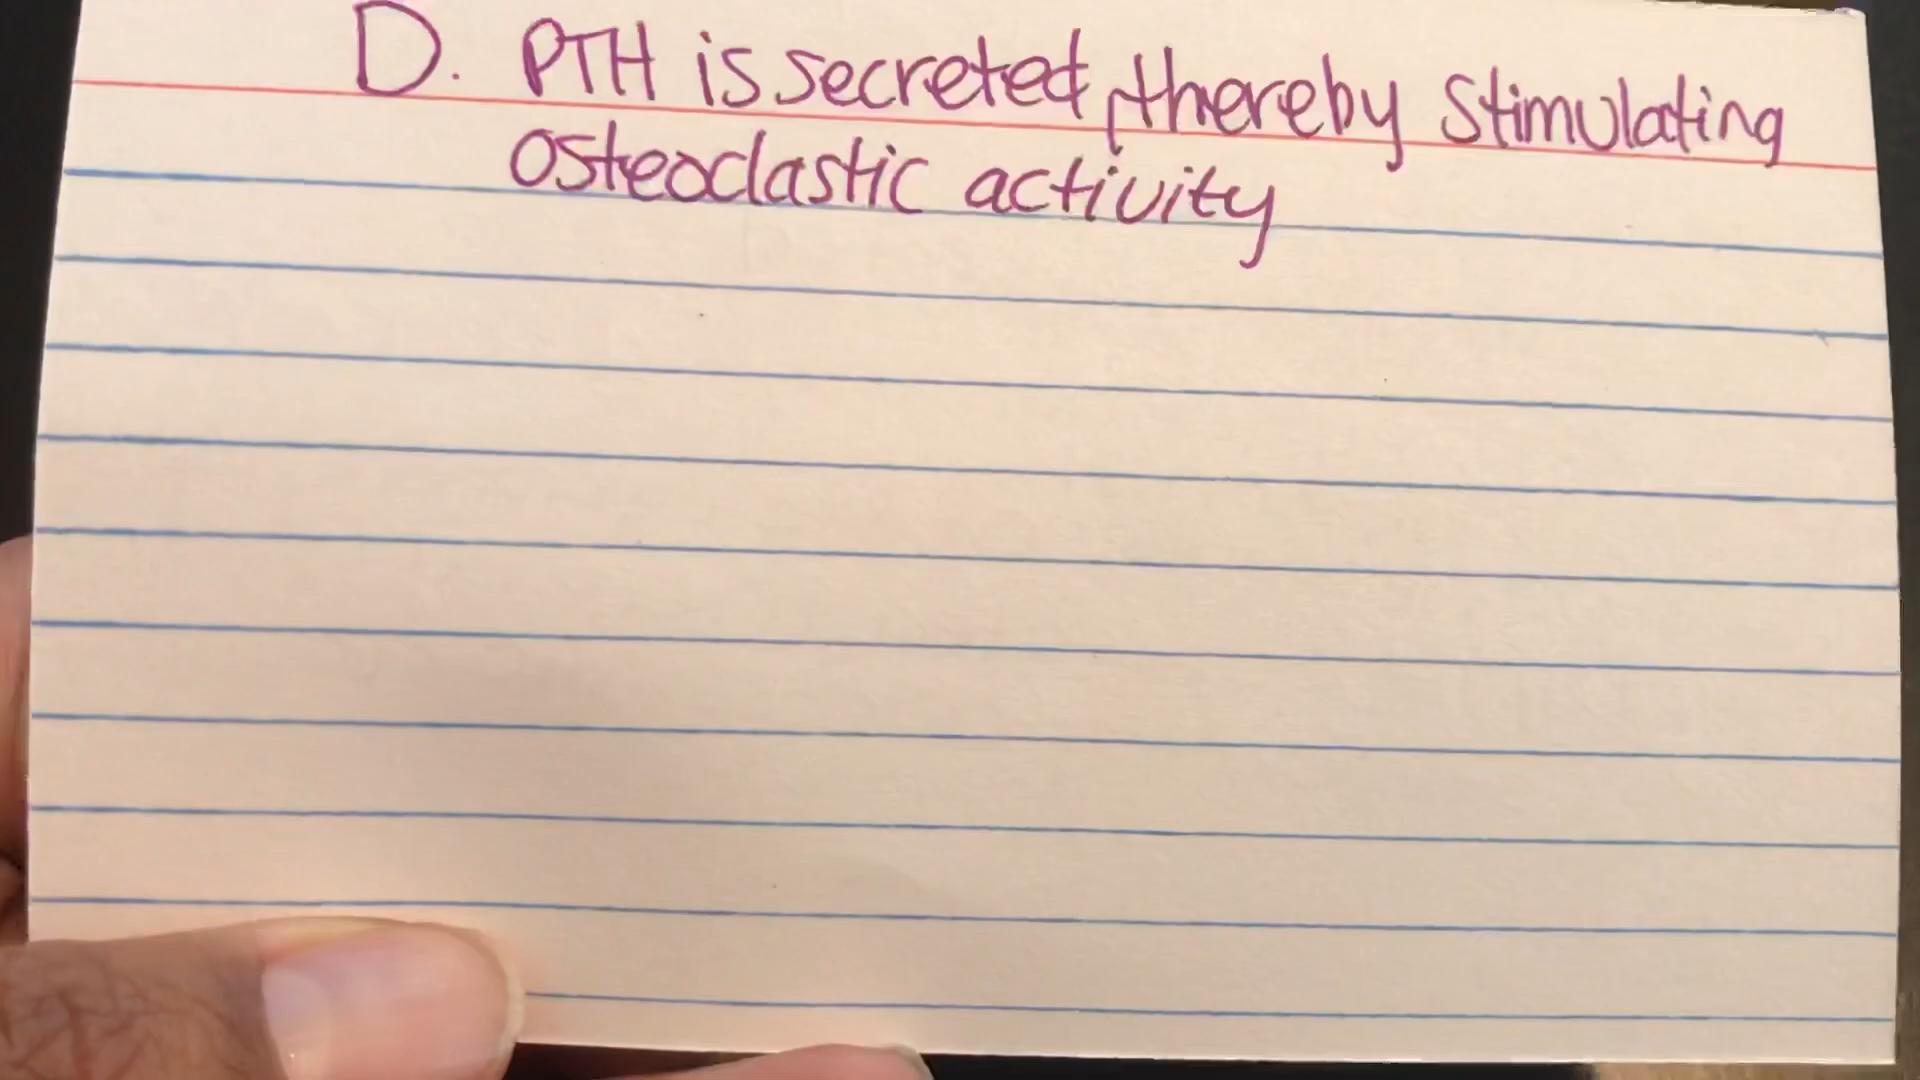 D. PTH is secreted, thereby stimulating
osteoclastic activity